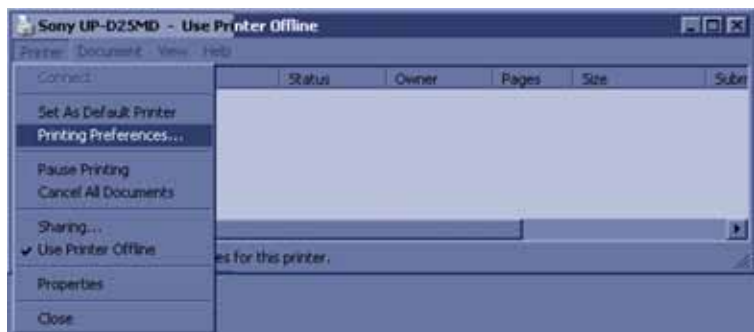 Sony UP-D25MD - Use Printer Offline
Printer Document View Help
Connect
Status Owner Pages Size Subm
Set As Default Printer
Printing Preferences...
Pause Printing
Cancel All Documents
Sharing...
Use Printer Offline
es for this printer.
Properties
Close